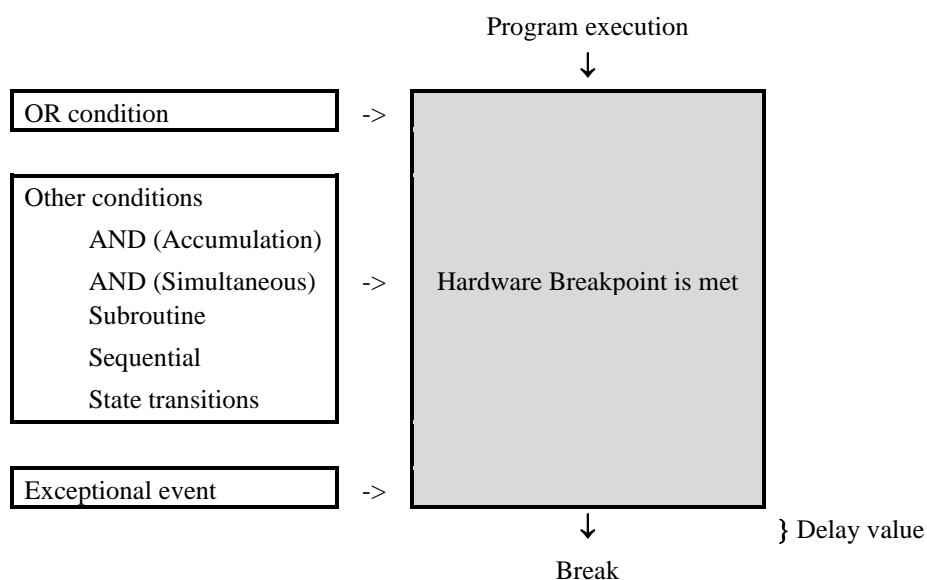 Program execution
↓
OR condition ->
Other conditions
AND (Accumulation)
AND (Simultaneous) -> Hardware Breakpoint is met
Subroutine
Sequential
State transitions
Exceptional event ->
↓
} Delay value
Break